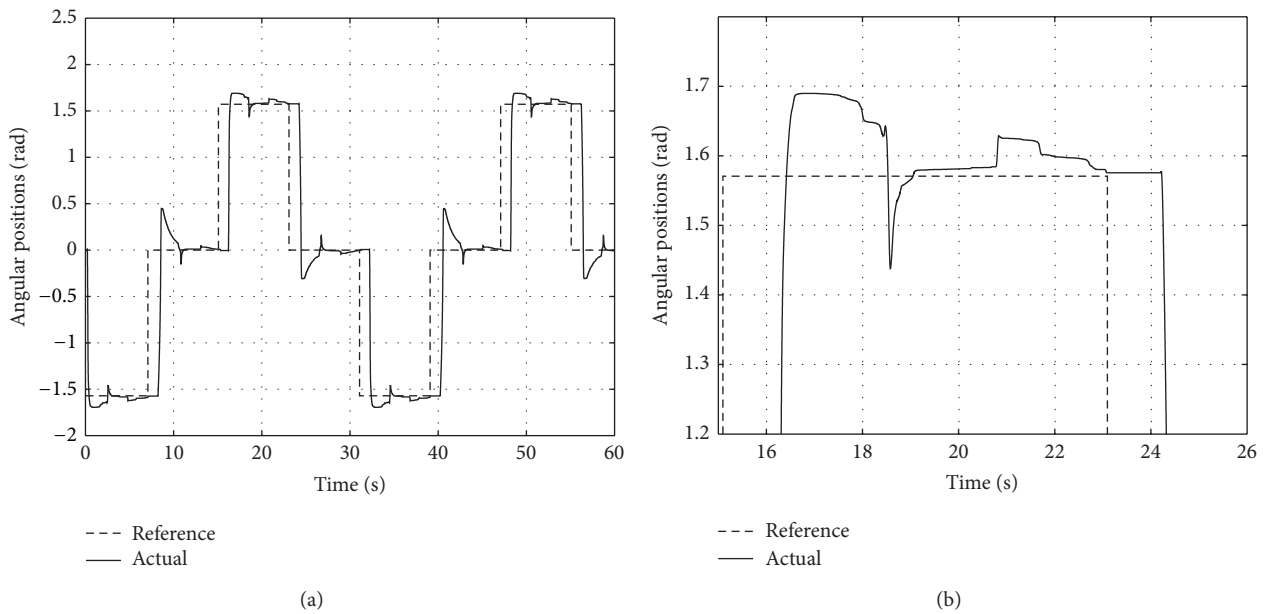 2.5
2
1.5
1
0.5
0
−0.5
−1
−1.5
−2
Angular positions (rad)
0 10 20 30 40 50 60
Time (s)
Reference
Actual
(a)
1.7
1.6
1.5
1.4
1.3
1.2
Angular positions (rad)
16 18 20 22 24 26
Time (s)
Reference
Actual
(b)